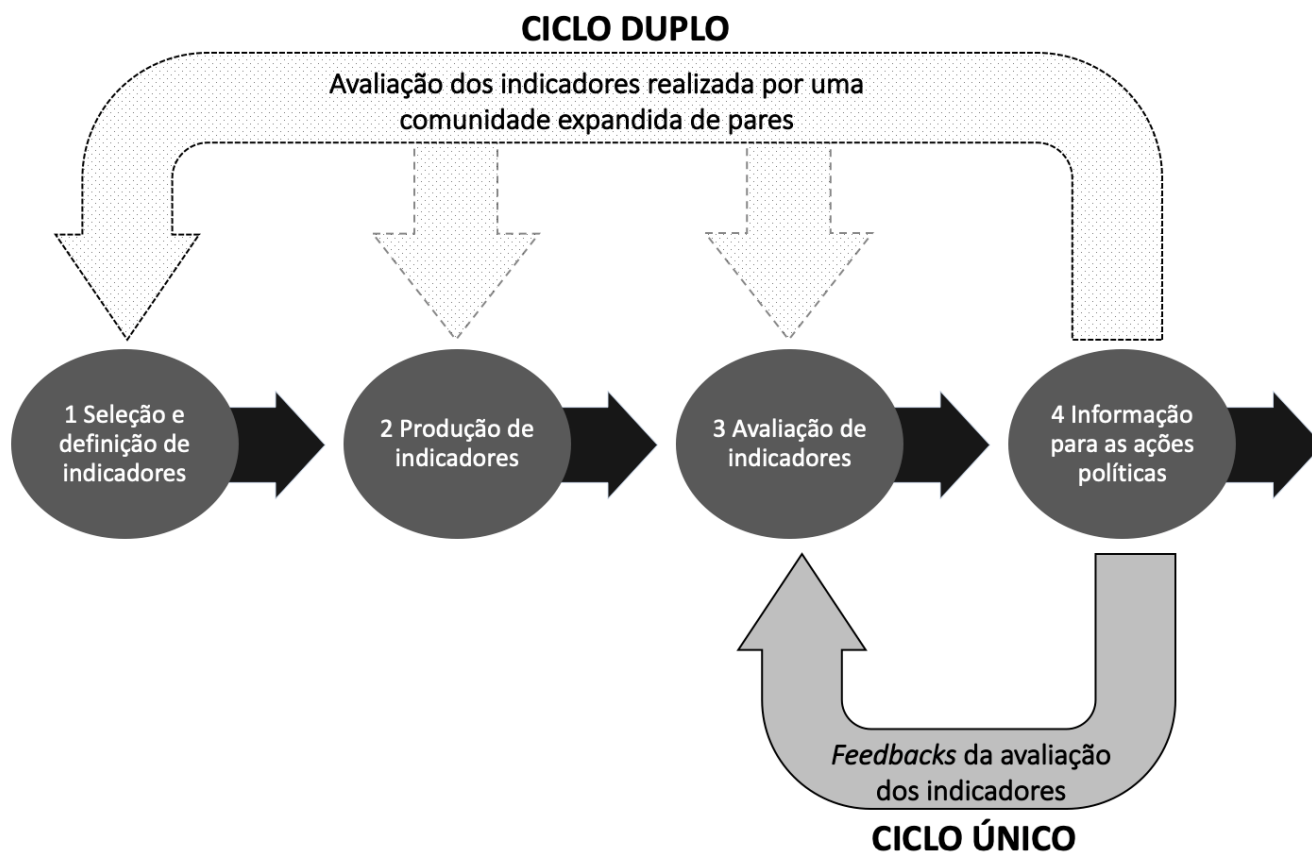 CICLO DUPLO
Avaliação dos indicadores realizada por uma
comunidade expandida de pares
1 Seleção e
definição de
indicadores
2 Produção de
indicadores
3 Avaliação de
indicadores
4 Informação
para as ações
políticas
Feedbacks da avaliação
dos indicadores
CICLO ÚNICO